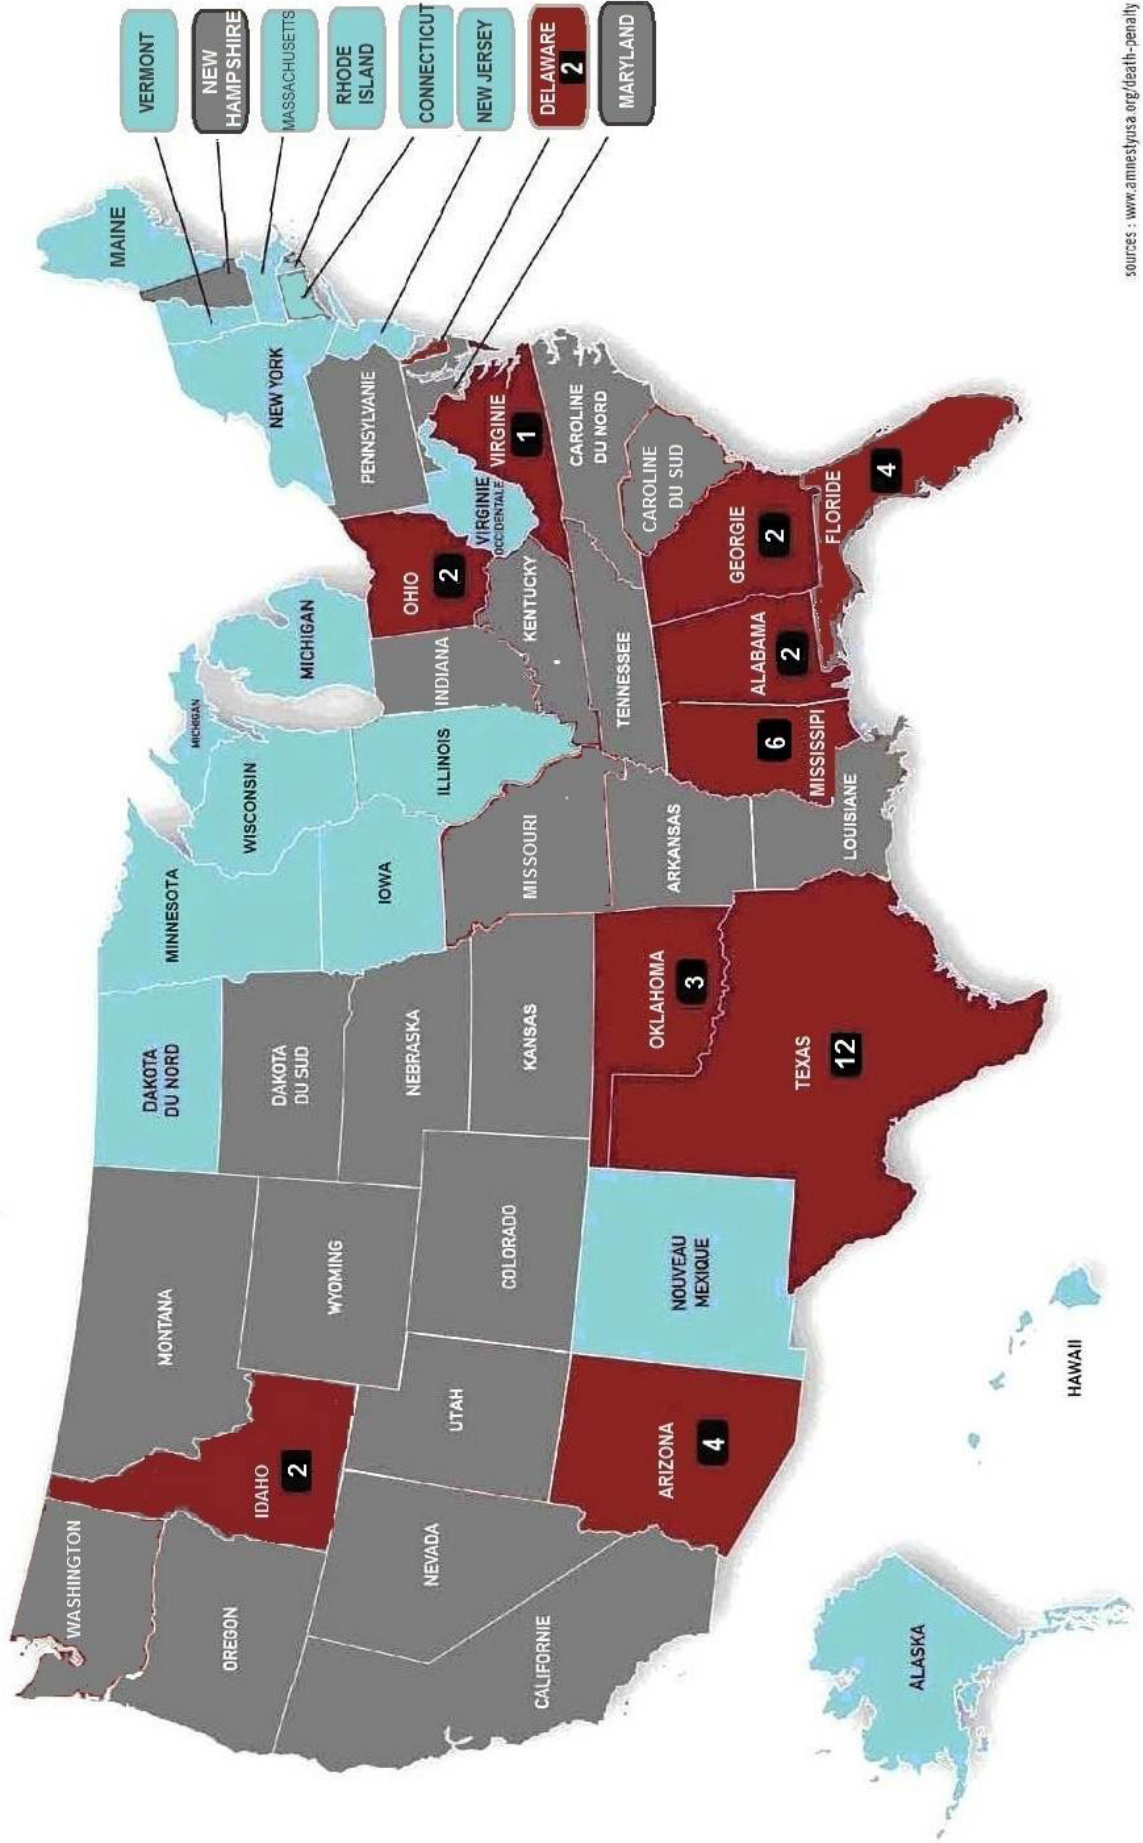 WASHINGTON
OREGON
CALIFORNIE
NEVADA
IDAHO
2
MONTANA
WYOMING
UTAH
COLORADO
ARIZONA
4
NOUVEAU
MEXIQUE
DAKOTA
DU NORD
DAKOTA
DU SUD
NEBRASKA
KANSAS
OKLAHOMA
3
TEXAS
12
MINNESOTA
IOWA
MISSOURI
ARKANSAS
LOUISIANE
WISCONSIN
ILLINOIS
MICHIGAN
MICHIGAN
INDIANA
OHIO
2
KENTUCKY
TENNESSEE
MISSISSIPI
6
ALABAMA
2
GEORGIE
2
FLORIDE
4
CAROLINE
DU SUD
CAROLINE
DU NORD
VIRGINIE
1
VIRGINIE
OCCIDENTALE
PENNSYLVANIE
NEW YORK
MAINE
VERMONT
NEW
HAMPSHIRE
MASSACHUSETTS
RHODE
ISLAND
CONNECTICUT
NEW JERSEY
DELAWARE
2
MARYLAND
ALASKA
HAWAII
sources : www.amnestyusa.org/death-penalty